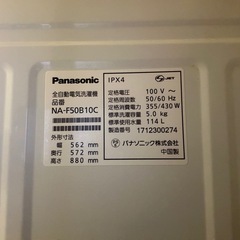 Panasonic
全自動電気洗濯機
品番
NA-F50B10C
外形寸法
幅 562 mm
奥行 572 mm
高さ 880 mm
IPX4
JET
定格電圧 100 V ~
定格周波数 50/60 Hz
定格消費電力 355/430 W
標準洗濯容量 5.0 kg
標準使用水量 114 L
製造番号 1712300274
パナソニック株式会社
中国製